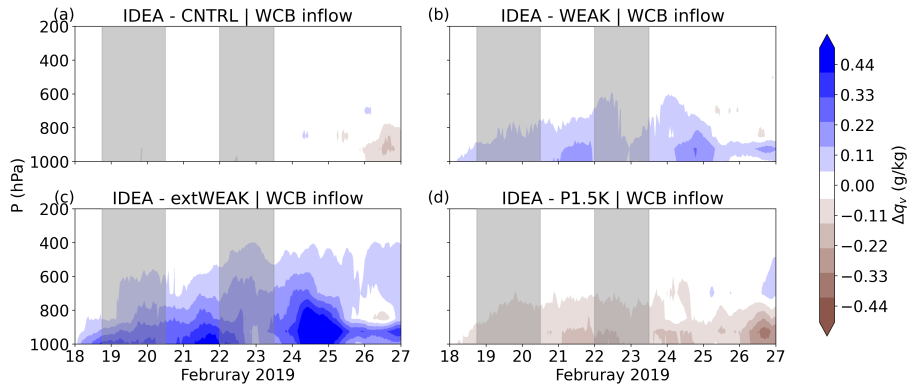 (a) IDEA - CNTRL | WCB inflow
(b) IDEA - WEAK | WCB inflow
200
400
600
800
1000
0.44
0.33
0.22
0.11
0.00
−0.11
−0.22
−0.33
−0.44
Δqᵥ (g/kg)
P (hPa)
(c) IDEA - extWEAK | WCB inflow
(d) IDEA - P1.5K | WCB inflow
200
400
600
800
1000
18 19 20 21 22 23 24 25 26 27
18 19 20 21 22 23 24 25 26 27
Februray 2019
Februray 2019